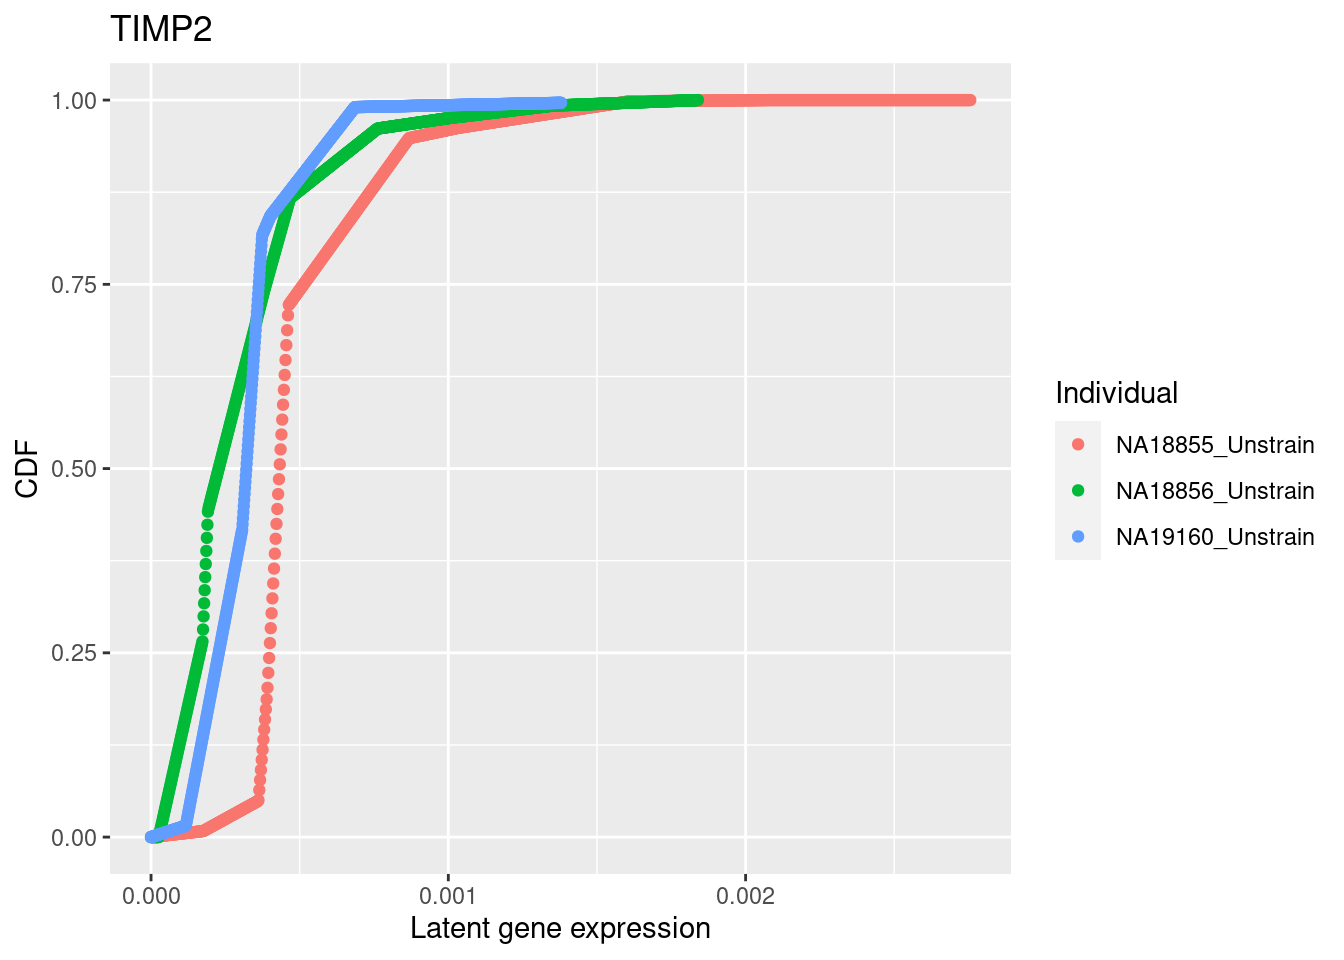 TIMP2
1.00
0.75
0.50
0.25
0.00
CDF
0.000 0.001 0.002
Latent gene expression
Individual
NA18855_Unstrain
NA18856_Unstrain
NA19160_Unstrain